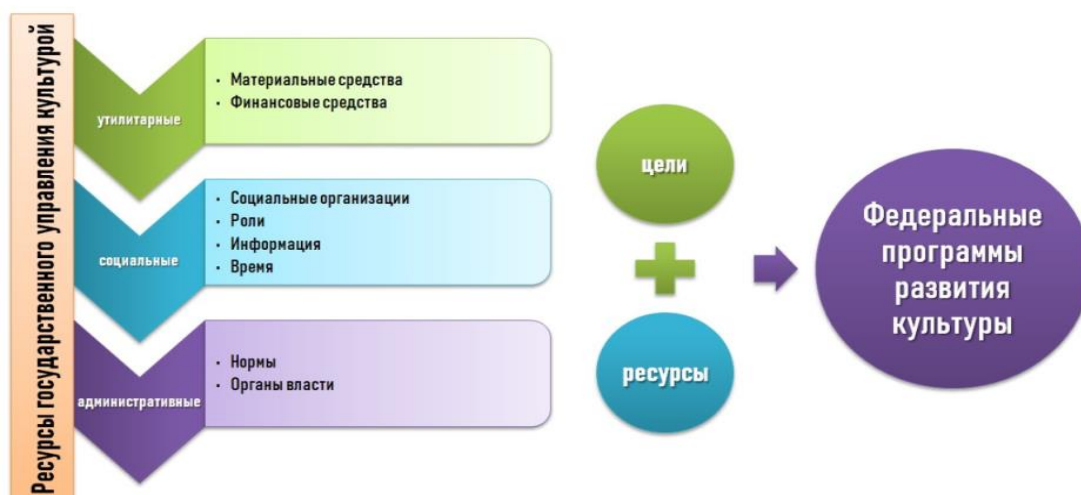 Ресурсы государственного управления культурой
утилитарные
· Материальные средства
· Финансовые средства
социальные
· Социальные организации
· Роли
· Информация
· Время
административные
· Нормы
· Органы власти
цели
ресурсы
Федеральные
программы
развития
культуры